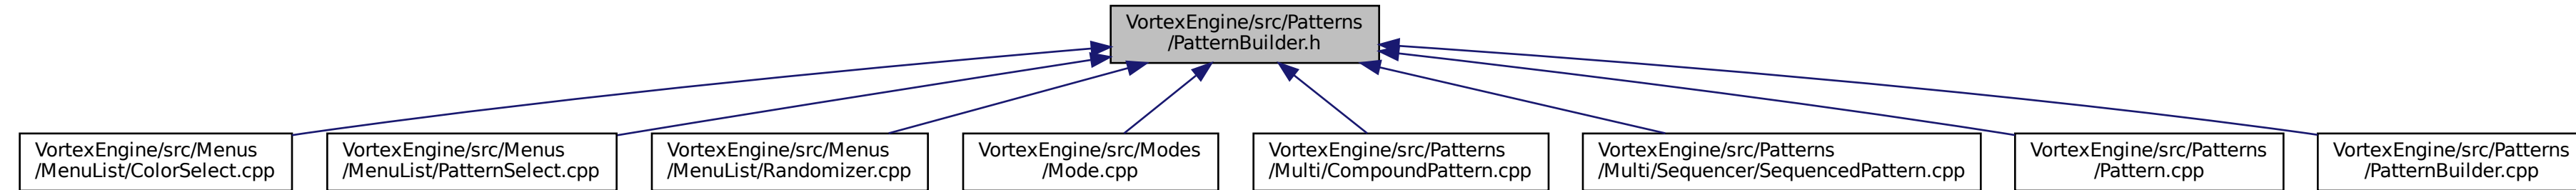 VortexEngine/src/Patterns
/PatternBuilder.h
VortexEngine/src/Menus
/MenuList/ColorSelect.cpp
VortexEngine/src/Menus
/MenuList/PatternSelect.cpp
VortexEngine/src/Menus
/MenuList/Randomizer.cpp
VortexEngine/src/Modes
/Mode.cpp
VortexEngine/src/Patterns
/Multi/CompoundPattern.cpp
VortexEngine/src/Patterns
/Multi/Sequencer/SequencedPattern.cpp
VortexEngine/src/Patterns
/Pattern.cpp
VortexEngine/src/Patterns
/PatternBuilder.cpp